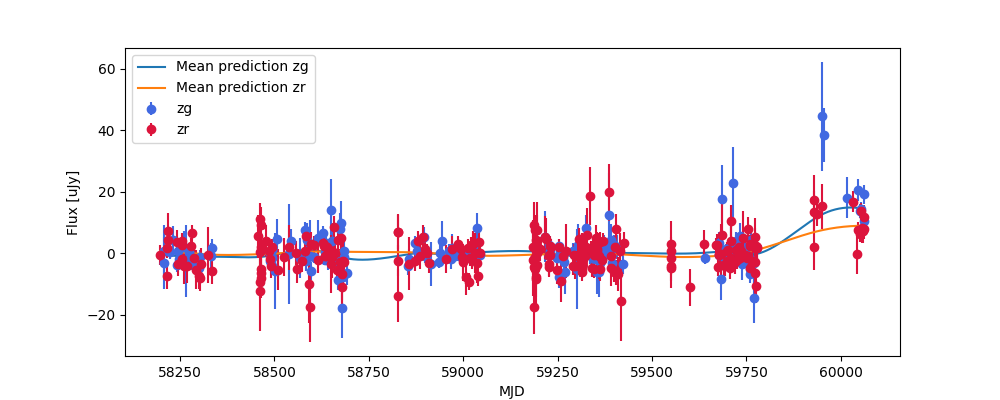 Mean prediction zg
Mean prediction zr
zg
zr
Flux [uJy]
60
40
20
0
−20
58250 58500 58750 59000 59250 59500 59750 60000
MJD